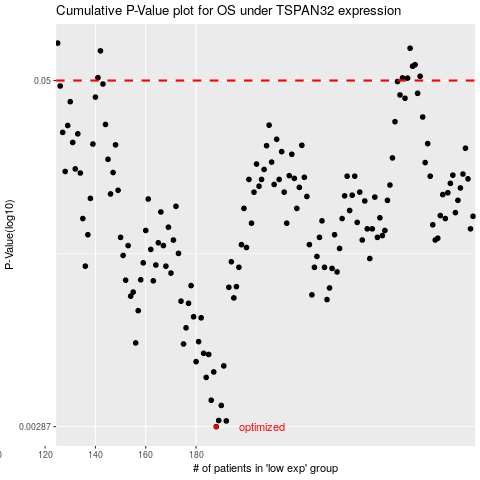 Cumulative P-Value plot for OS under TSPAN32 expression
0.05
P-Value(log10)
0.00287
optimized
0 120 140 160 180
# of patients in 'low exp' group